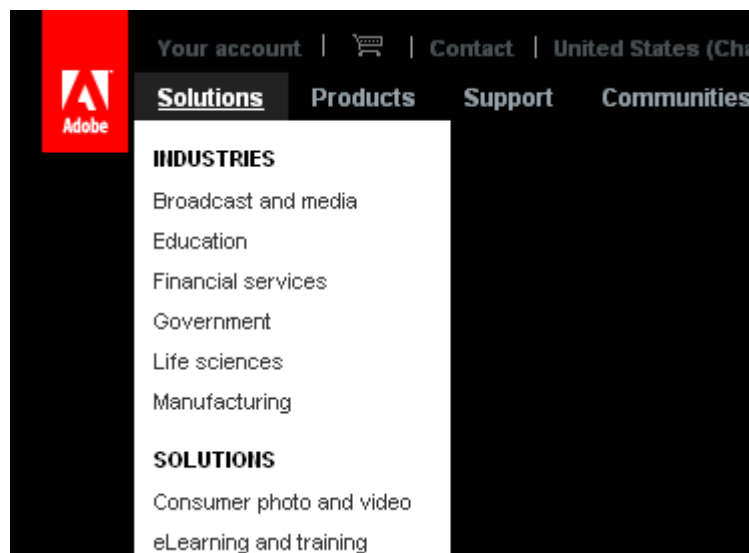 Your account | | Contact | United States (Cha
Adobe
Solutions Products Support Communities
INDUSTRIES
Broadcast and media
Education
Financial services
Government
Life sciences
Manufacturing
SOLUTIONS
Consumer photo and video
eLearning and training